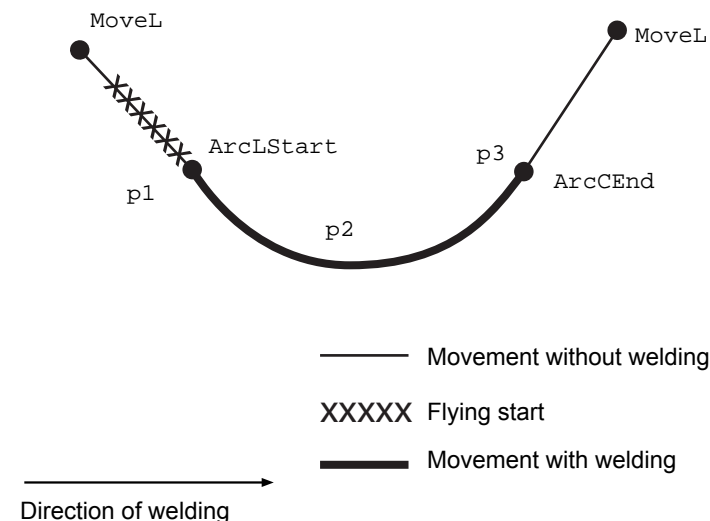 MoveL
MoveL
ArcLStart
p3
ArcCEnd
p1
p2
Movement without welding
XXXXX Flying start
Movement with welding
Direction of welding